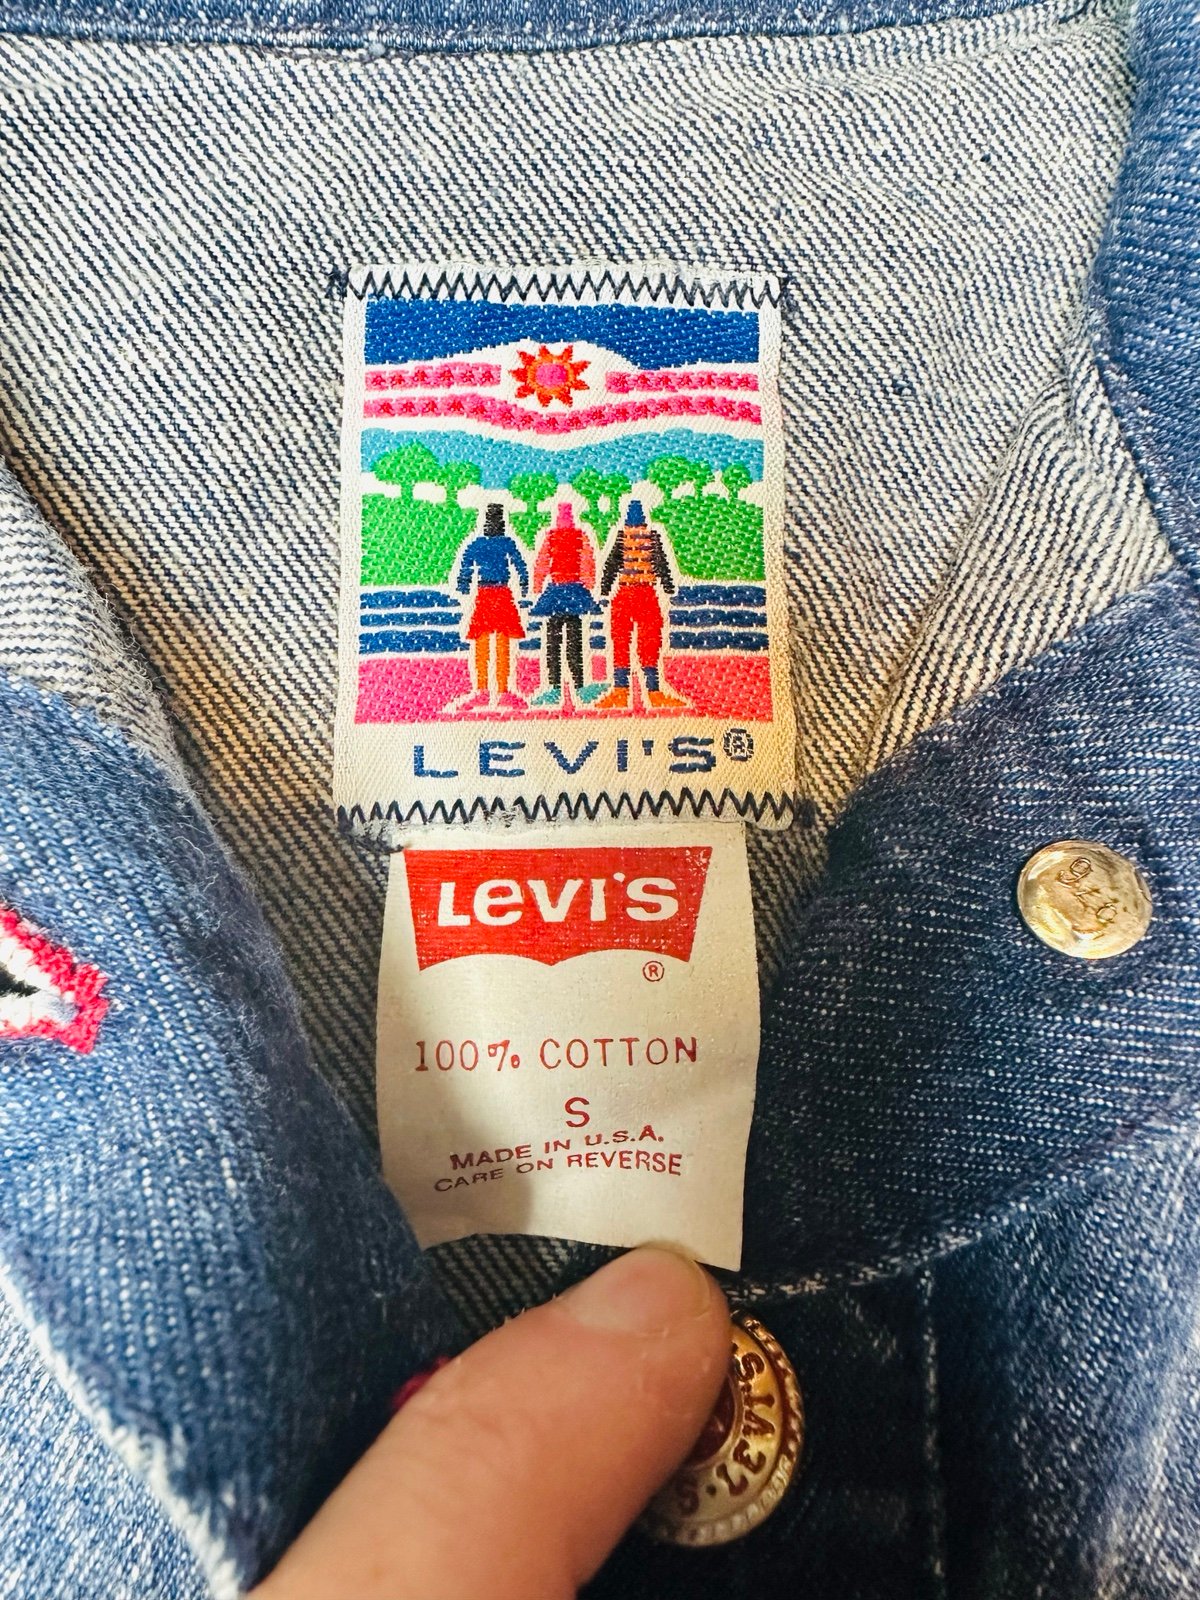 LEVI'S®
LEVI'S
®
100% COTTON
S
MADE IN U.S.A.
CARE ON REVERSE